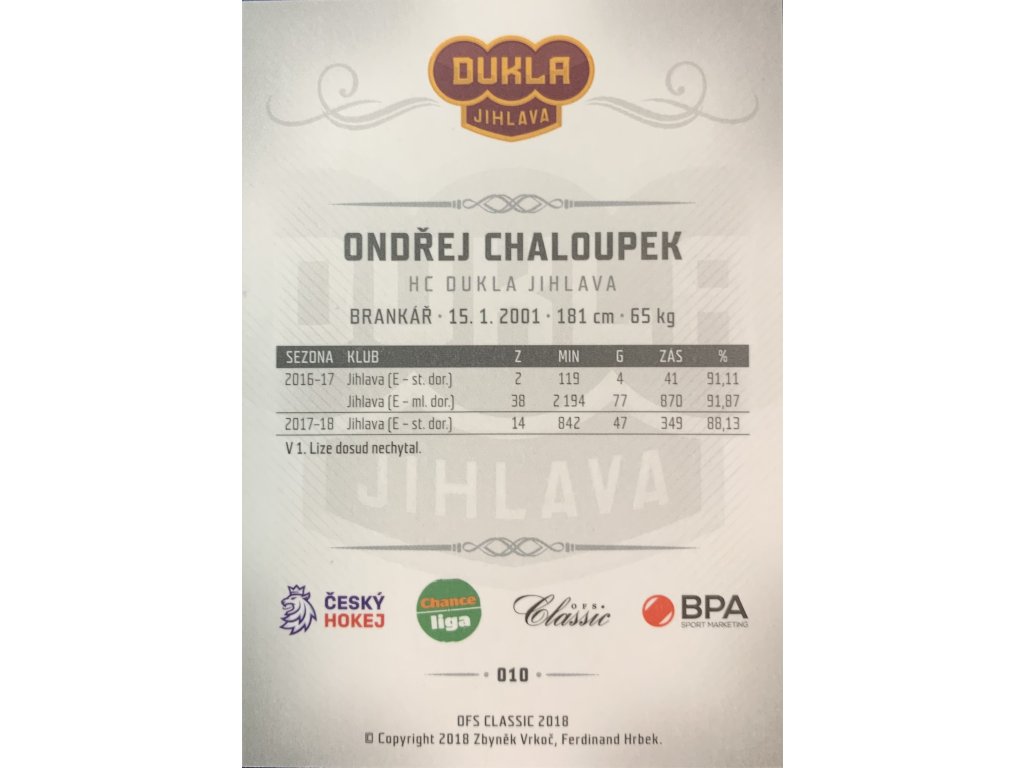 DUKLA
JIHLAVA
ONDŘEJ CHALOUPEK
HC DUKLA JIHLAVA
BRANKÁŘ • 15. 1. 2001 • 181 cm • 65 kg
SEZONA KLUB Z MIN G ZÁS %
2016-17 Jihlava (E – st. dor.) 2 119 4 41 91,11
Jihlava (E – ml. dor.) 38 2 194 77 870 91,87
2017-18 Jihlava (E – st. dor.) 14 842 47 349 88,13
V 1. Lize dosud nechytal.
JIHLAVA
ČESKÝ
HOKEJ
Chance
liga
OFS
Classic
BPA
SPORT MARKETING
• 010 •
OFS CLASSIC 2018
© Copyright 2018 Zbyněk Vrkoč, Ferdinand Hrbek.